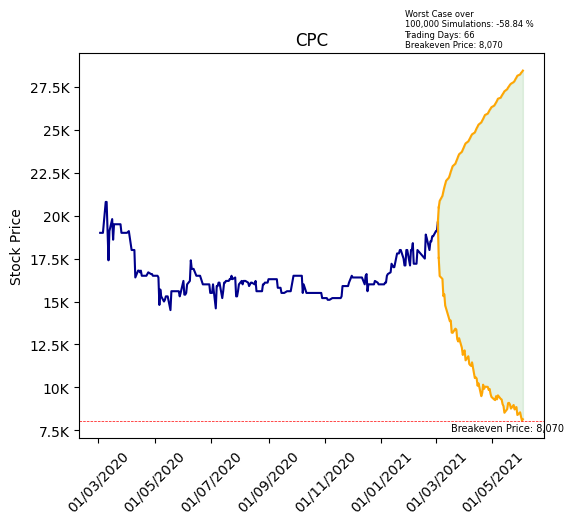 Worst Case over
100,000 Simulations: -58.84 %
Trading Days: 66
Breakeven Price: 8,070
CPC
Stock Price
27.5K
25K
22.5K
20K
17.5K
15K
12.5K
10K
7.5K
Breakeven Price: 8,070
01/03/2020
01/05/2020
01/07/2020
01/09/2020
01/11/2020
01/01/2021
01/03/2021
01/05/2021